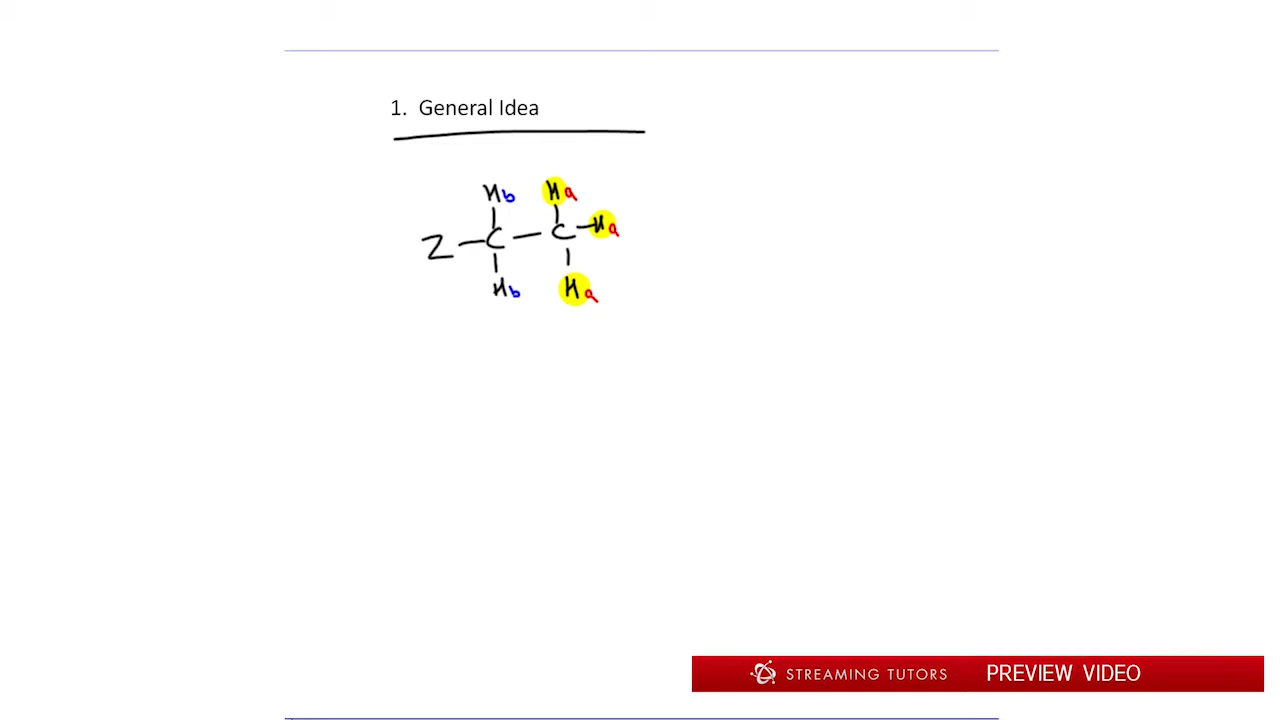 1. General Idea
Hb Ha
Z C C Ha
Hb Ha
STREAMING TUTORS PREVIEW VIDEO